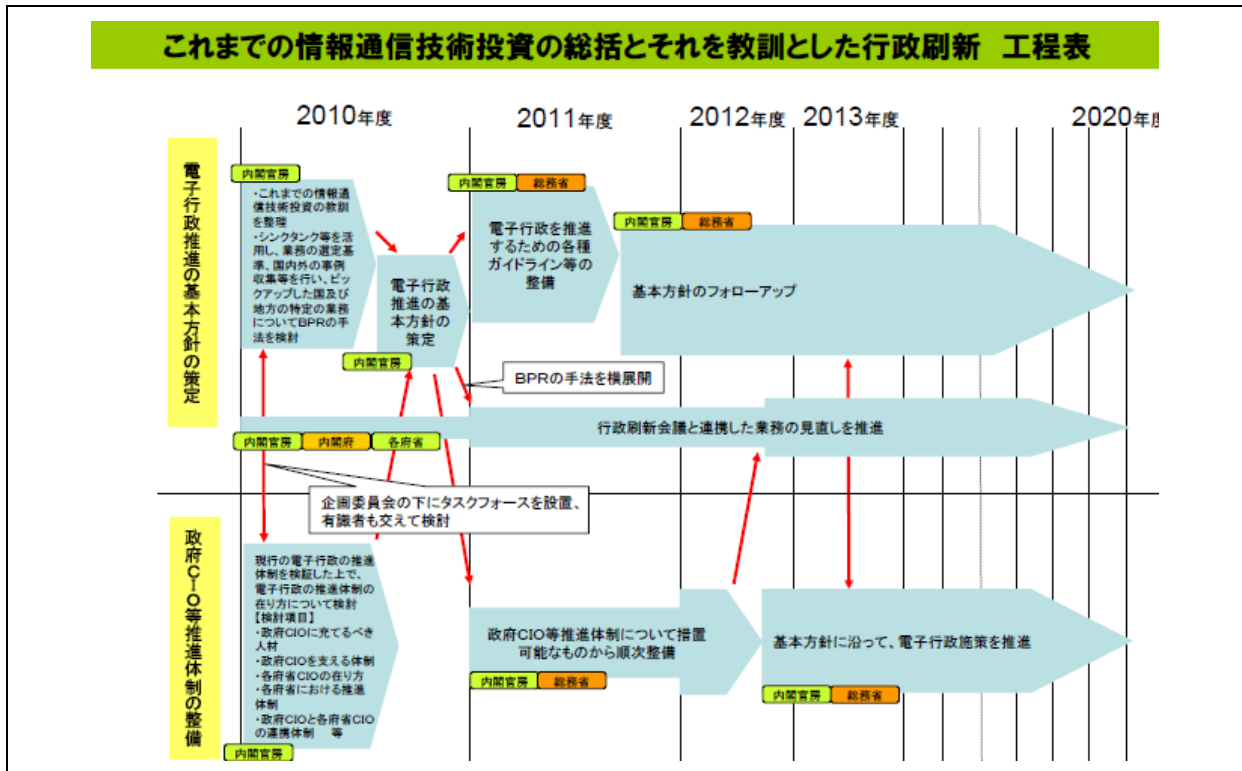 これまでの情報通信技術投資の総括とそれを教訓とした行政刷新 工程表
2010年度
2011年度
2012年度
2013年度
2020年度
電子行政推進の基本方針の策定
内閣官房
・これまでの情報通
信技術投資の教訓
を整理
・シンクタンク等を活
用し、業務の選定基
準、国内外の事例
収集等を行い、ピッ
クアップした国及び
地方の特定の業務
についてBPRの手
法を検討
電子行政
推進の基
本方針の
策定
内閣官房
内閣官房 総務省
電子行政を推進
するための各種
ガイドライン等の
整備
内閣官房 総務省
基本方針のフォローアップ
BPRの手法を横展開
行政刷新会議と連携した業務の見直しを推進
内閣官房 内閣府 各府省
企画委員会の下にタスクフォースを設置、
有識者も交えて検討
政府CIO等推進体制の整備
現行の電子行政の推進
体制を検証した上で、
電子行政の推進体制の
在り方について検討
【検討項目】
・政府CIOに充てるべき
人材
・政府CIOを支える体制
・各府省CIOの在り方
・各府省における推進
体制
・政府CIOと各府省CIO
の連携体制 等
内閣官房
政府CIO等推進体制について措置
可能なものから順次整備
内閣官房 総務省
基本方針に沿って、電子行政施策を推進
内閣官房 総務省